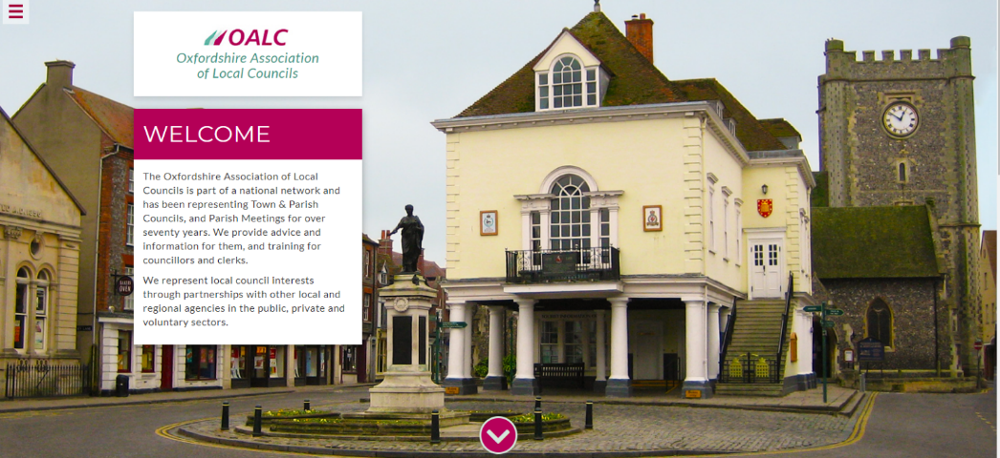 OALC
Oxfordshire Association
of Local Councils
WELCOME
The Oxfordshire Association of Local
Councils is part of a national network and
has been representing Town & Parish
Councils, and Parish Meetings for over
seventy years. We provide advice and
information for them, and training for
councillors and clerks.
We represent local council Interests
through partnerships with other local and
regional agencies in the public, private and
voluntary sectors.